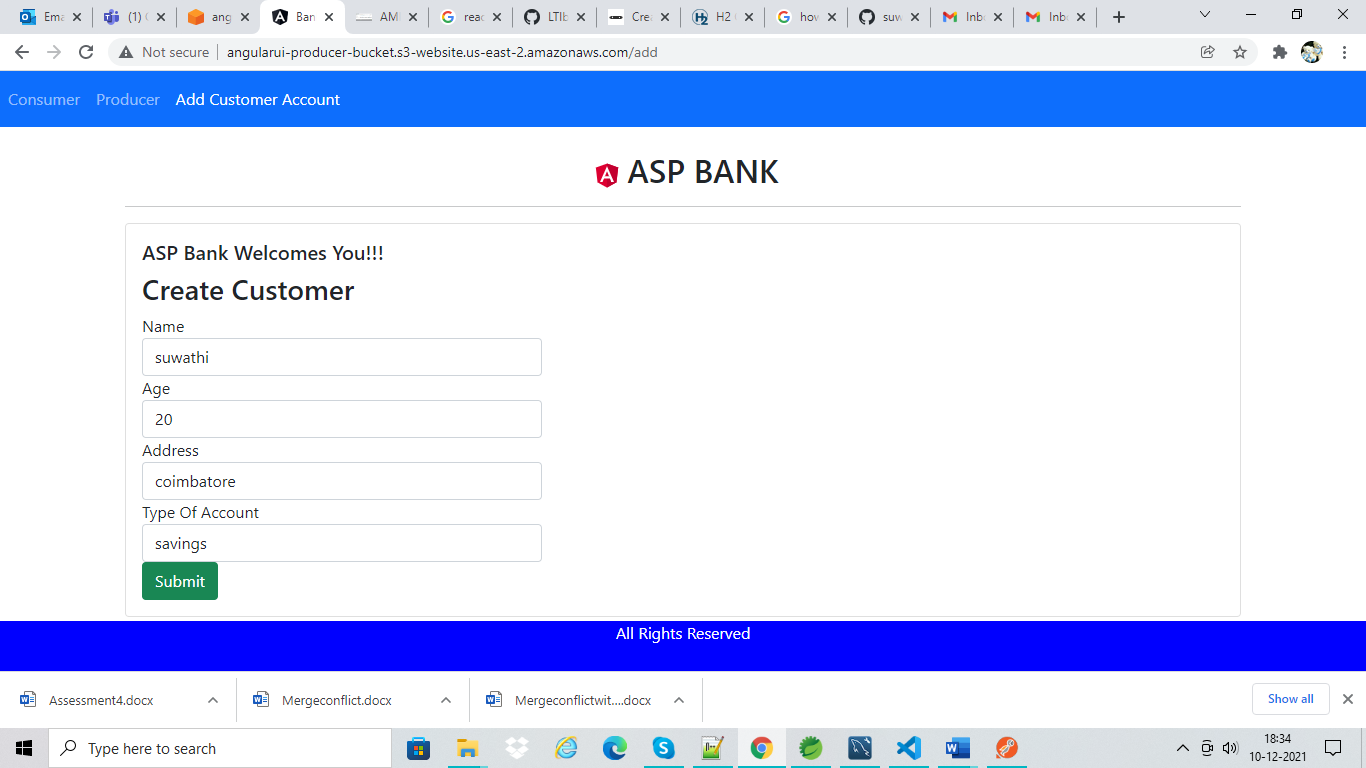 Ema
(1)
ang
Ban
AMI
reac
LTIb
Crea
H2
how
suw
Inb
Inb
Not secure
angularui-producer-bucket.s3-website.us-east-2.amazonaws.com/add
Consumer Producer Add Customer Account
ASP BANK
ASP Bank Welcomes You!!!
Create Customer
Name
suwathi
Age
20
Address
coimbatore
Type Of Account
savings
Submit
All Rights Reserved
Assessment4.docx
Mergeconflict.docx
Mergeconflictwit....docx
Show all
Type here to search
18:34
10-12-2021